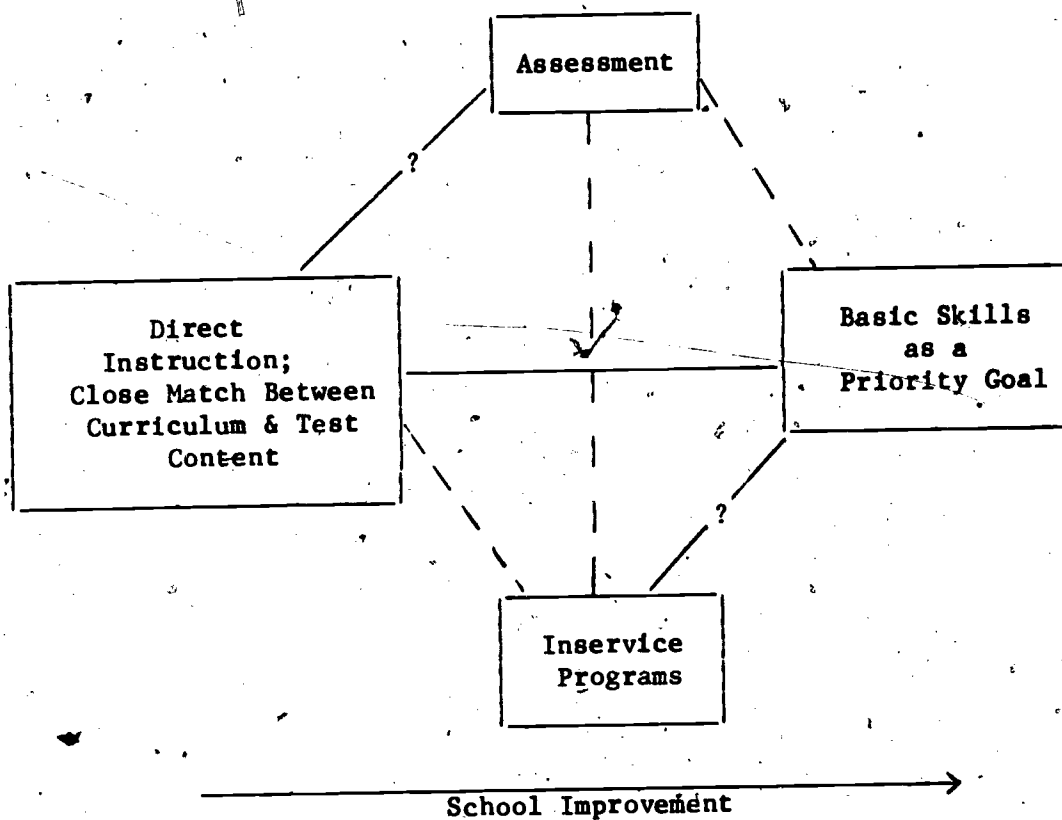 Assessment
?
Direct
Instruction;
Close Match Between
Curriculum & Test
Content
Basic Skills
as a
Priority Goal
?
Inservice
Programs
School Improvement